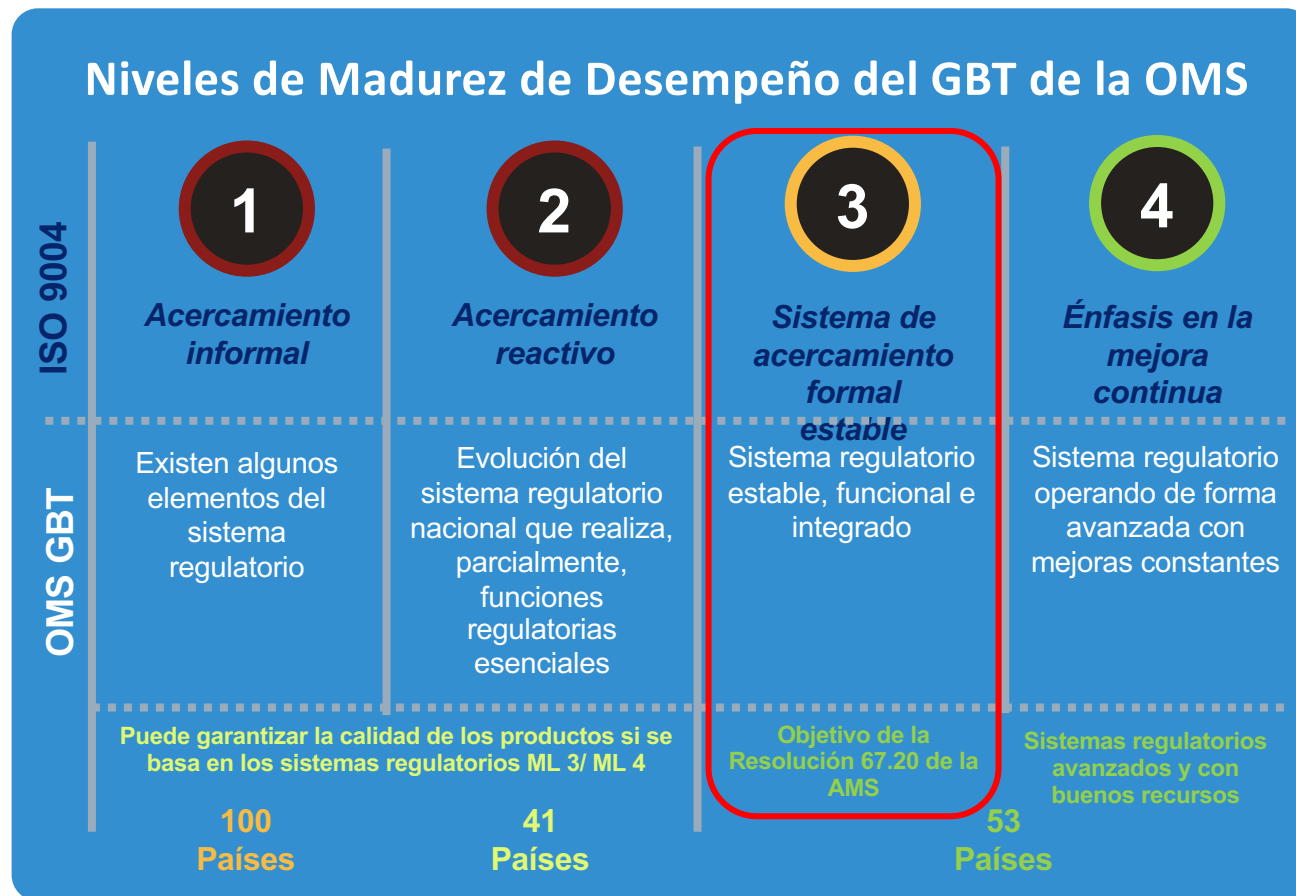 Niveles de Madurez de Desempeño del GBT de la OMS
ISO 9004
1
Acercamiento
informal
2
Acercamiento
reactivo
3
Sistema de
acercamiento
formal
estable
4
Énfasis en la
mejora
continua
OMS GBT
Existen algunos
elementos del
sistema
regulatorio
Evolución del
sistema regulatorio
nacional que realiza,
parcialmente,
funciones
regulatorias
esenciales
Sistema regulatorio
estable, funcional e
integrado
Sistema regulatorio
operando de forma
avanzada con
mejoras constantes
Puede garantizar la calidad de los productos si se
basa en los sistemas regulatorios ML 3/ ML 4
Objetivo de la
Resolución 67.20 de la
AMS
Sistemas regulatorios
avanzados y con
buenos recursos
100
Países
41
Países
53
Países